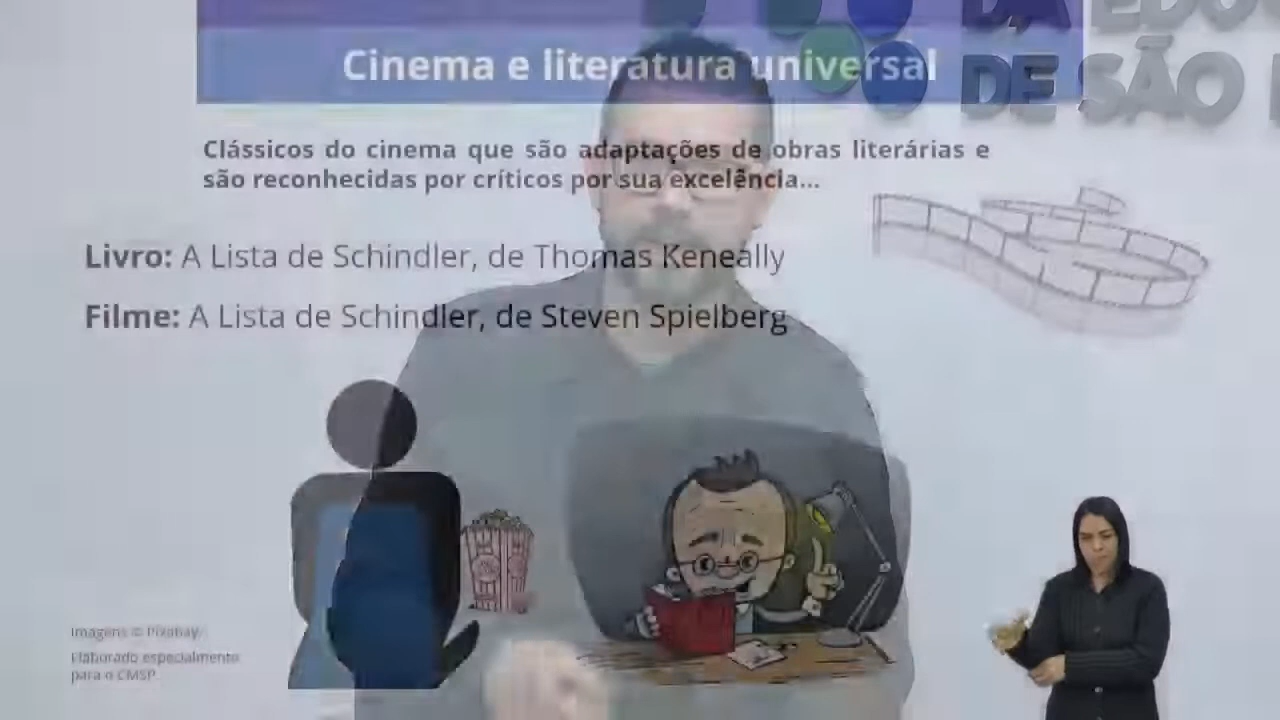 DA EDUC
DE SÃO
Cinema e literatura universal
Clássicos do cinema que são adaptações de obras literárias e
são reconhecidas por críticos por sua excelência...
Livro: A Lista de Schindler, de Thomas Keneally
Filme: A Lista de Schindler, de Steven Spielberg
Imagens © Pixabay.
Elaborado especialmente
para o CMSP.